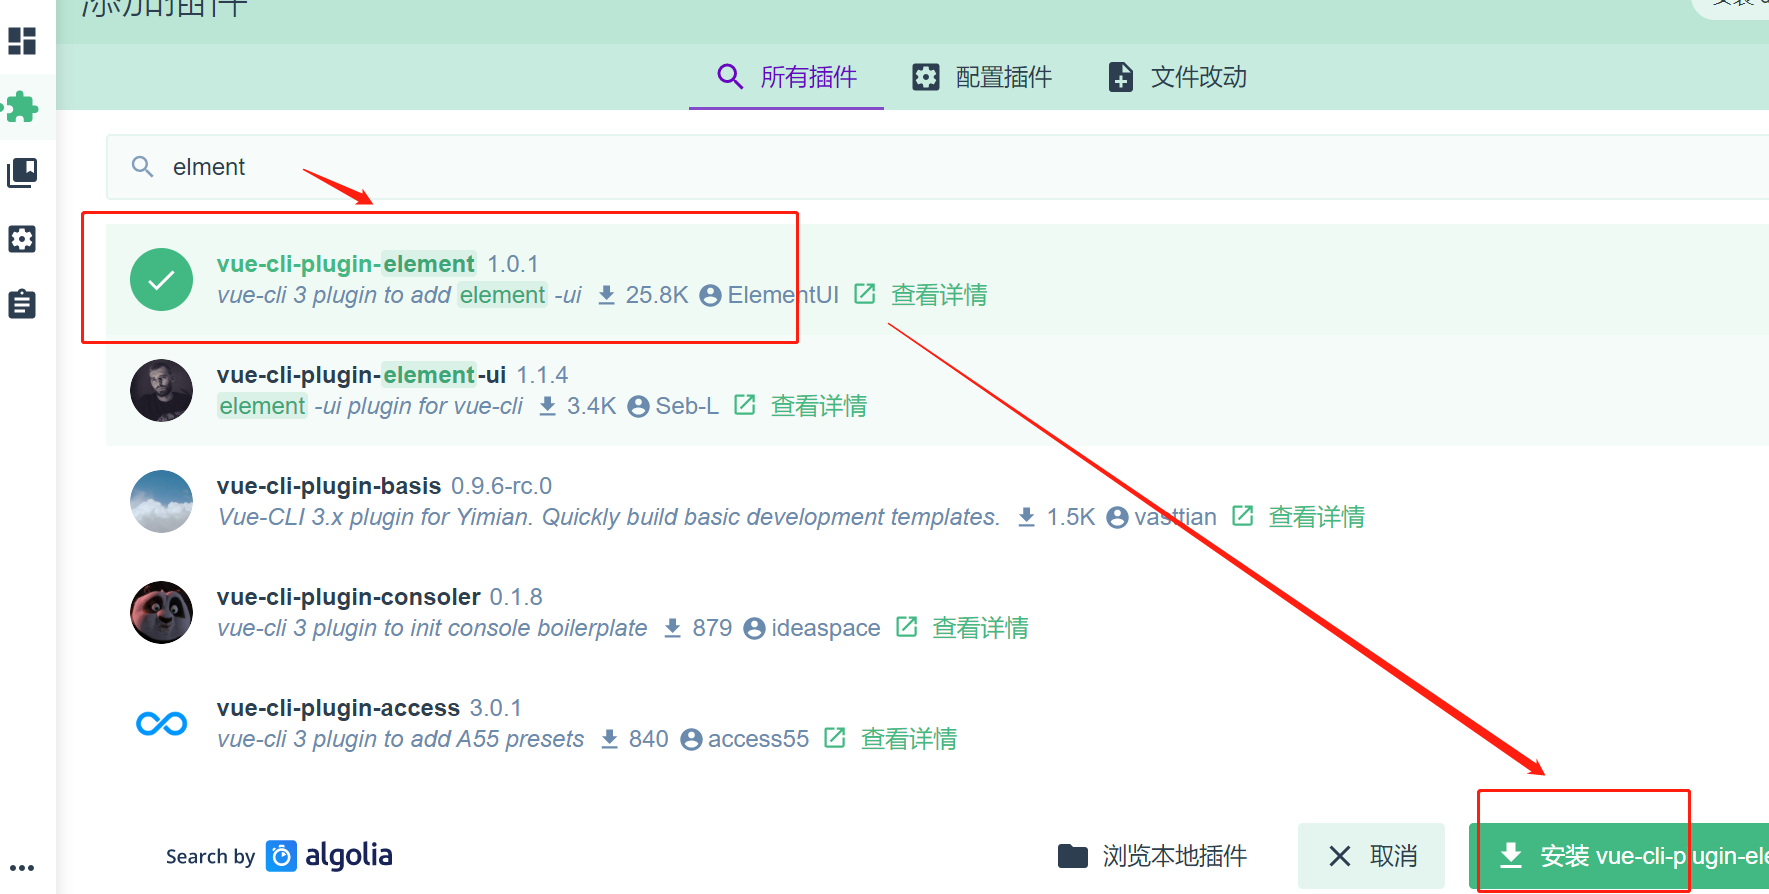 添加的插件
所有插件 配置插件 文件改动
elment
vue-cli-plugin-element 1.0.1
vue-cli 3 plugin to add element -ui 25.8K ElementUI 查看详情
vue-cli-plugin-element-ui 1.1.4
element -ui plugin for vue-cli 3.4K Seb-L 查看详情
vue-cli-plugin-basis 0.9.6-rc.0
Vue-CLI 3.x plugin for Yimian. Quickly build basic development templates. 1.5K vasttian 查看详情
vue-cli-plugin-consoler 0.1.8
vue-cli 3 plugin to init console boilerplate 879 ideaspace 查看详情
vue-cli-plugin-access 3.0.1
vue-cli 3 plugin to add A55 presets 840 access55 查看详情
Search by algolia 浏览本地插件 取消 安装 vue-cli-plugin-ele